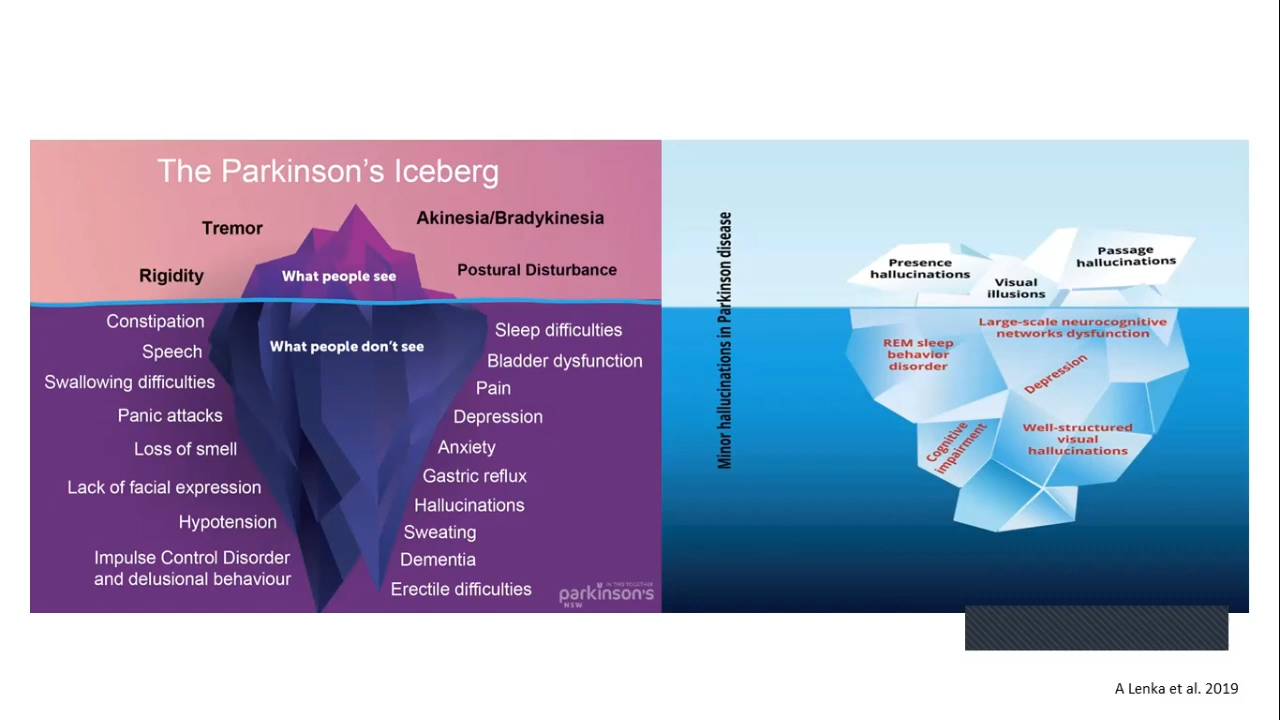 The Parkinson's Iceberg
Tremor
Akinesia/Bradykinesia
Rigidity
What people see
Postural Disturbance
What people don't see
Constipation
Speech
Swallowing difficulties
Panic attacks
Loss of smell
Lack of facial expression
Hypotension
Impulse Control Disorder
and delusional behaviour
Sleep difficulties
Bladder dysfunction
Pain
Depression
Anxiety
Gastric reflux
Hallucinations
Sweating
Dementia
Erectile difficulties
IN THIS TOGETHER
parkinson's
NSW
Minor hallucinations in Parkinson disease
Presence
hallucinations
Visual
illusions
Passage
hallucinations
Large-scale neurocognitive
networks dysfunction
REM sleep
behavior
disorder
Depression
Cognitive
impairment
Well-structured
visual
hallucinations
A Lenka et al. 2019